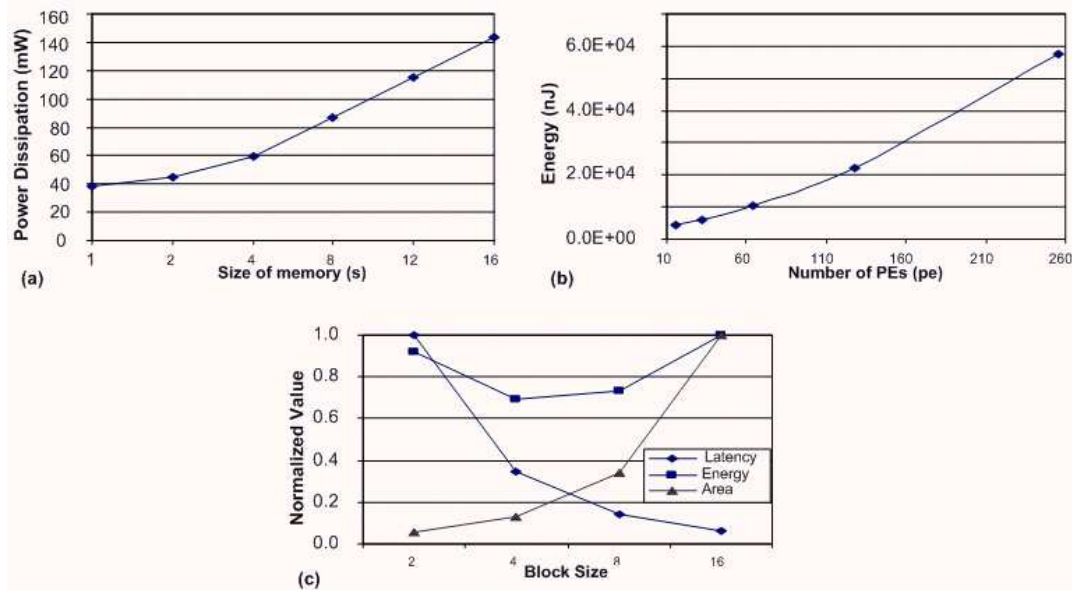 Power Dissipation (mW)
160
140
120
100
80
60
40
20
0
1 2 4 8 12 16
Size of memory (s)
(a)
Energy (nJ)
6.0E+04
4.0E+04
2.0E+04
0.0E+00
10 60 110 160 210 260
Number of PEs (pe)
(b)
Normalized Value
1.0
0.8
0.6
0.4
0.2
0.0
Latency
Energy
Area
2 4 8 16
Block Size
(c)